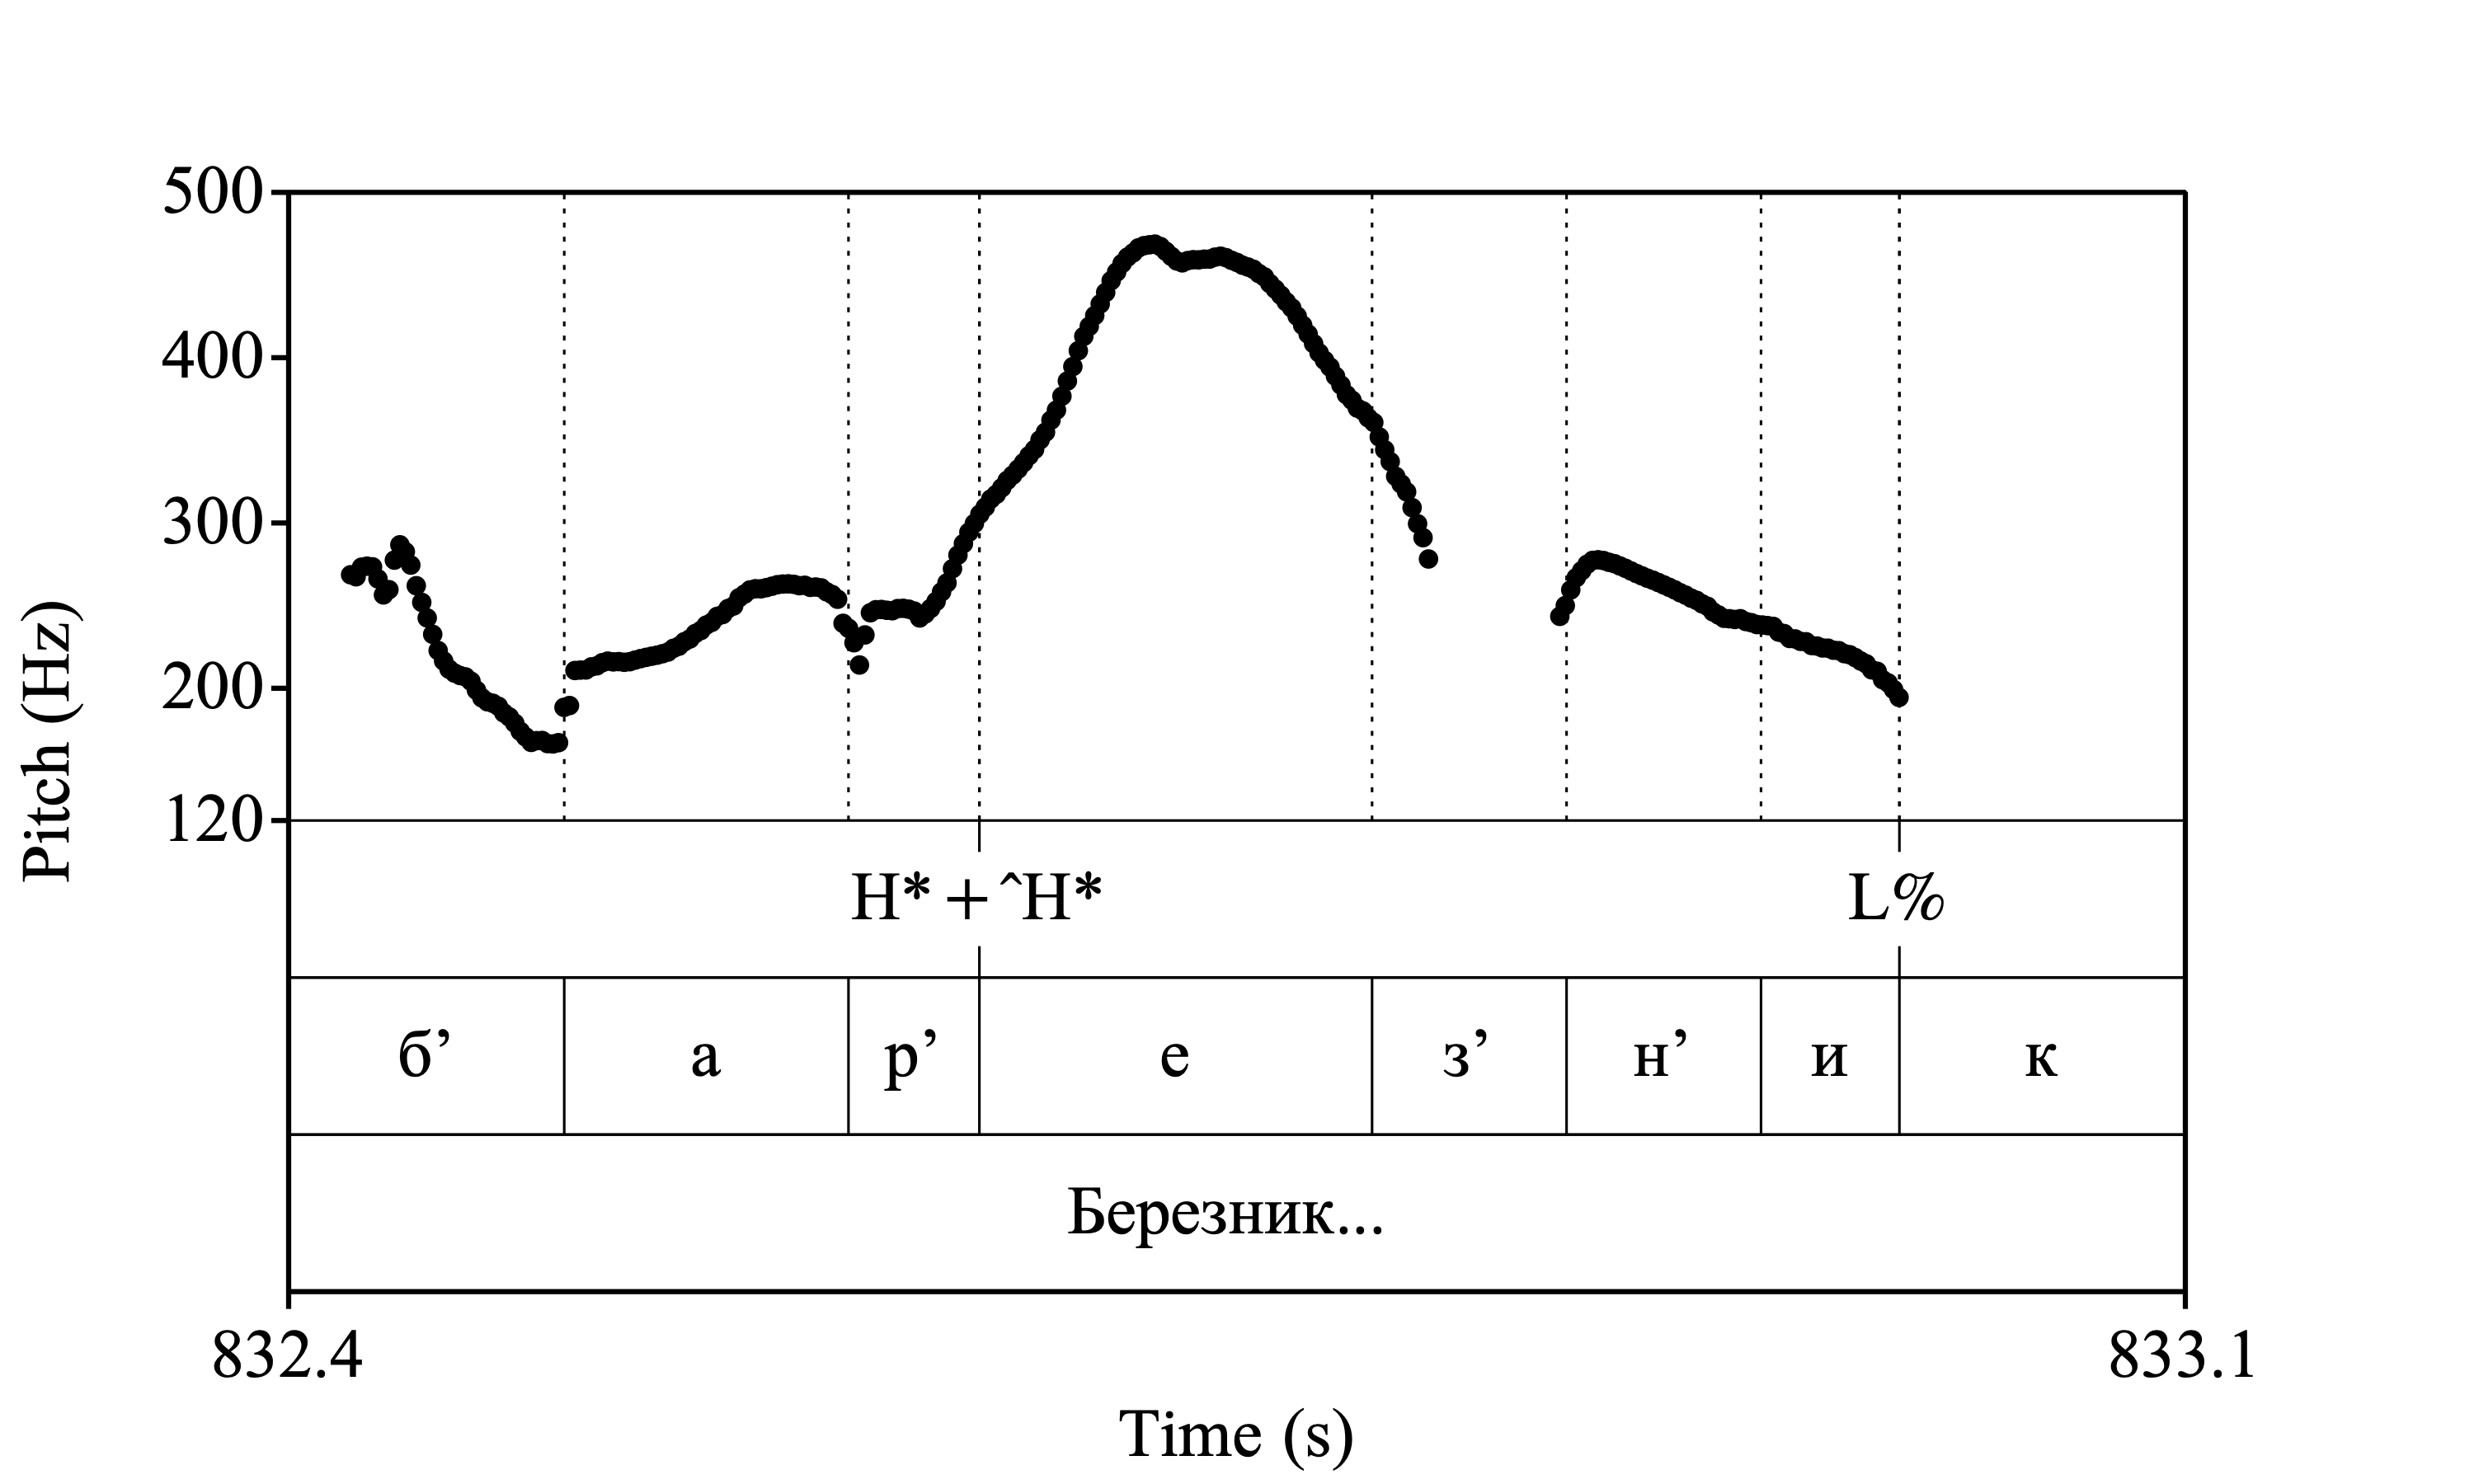 Pitch (Hz)
500
400
300
200
120
H* + ^H* L%
б’ а р’ е з’ н’ и к
Березник...
832.4 833.1
Time (s)